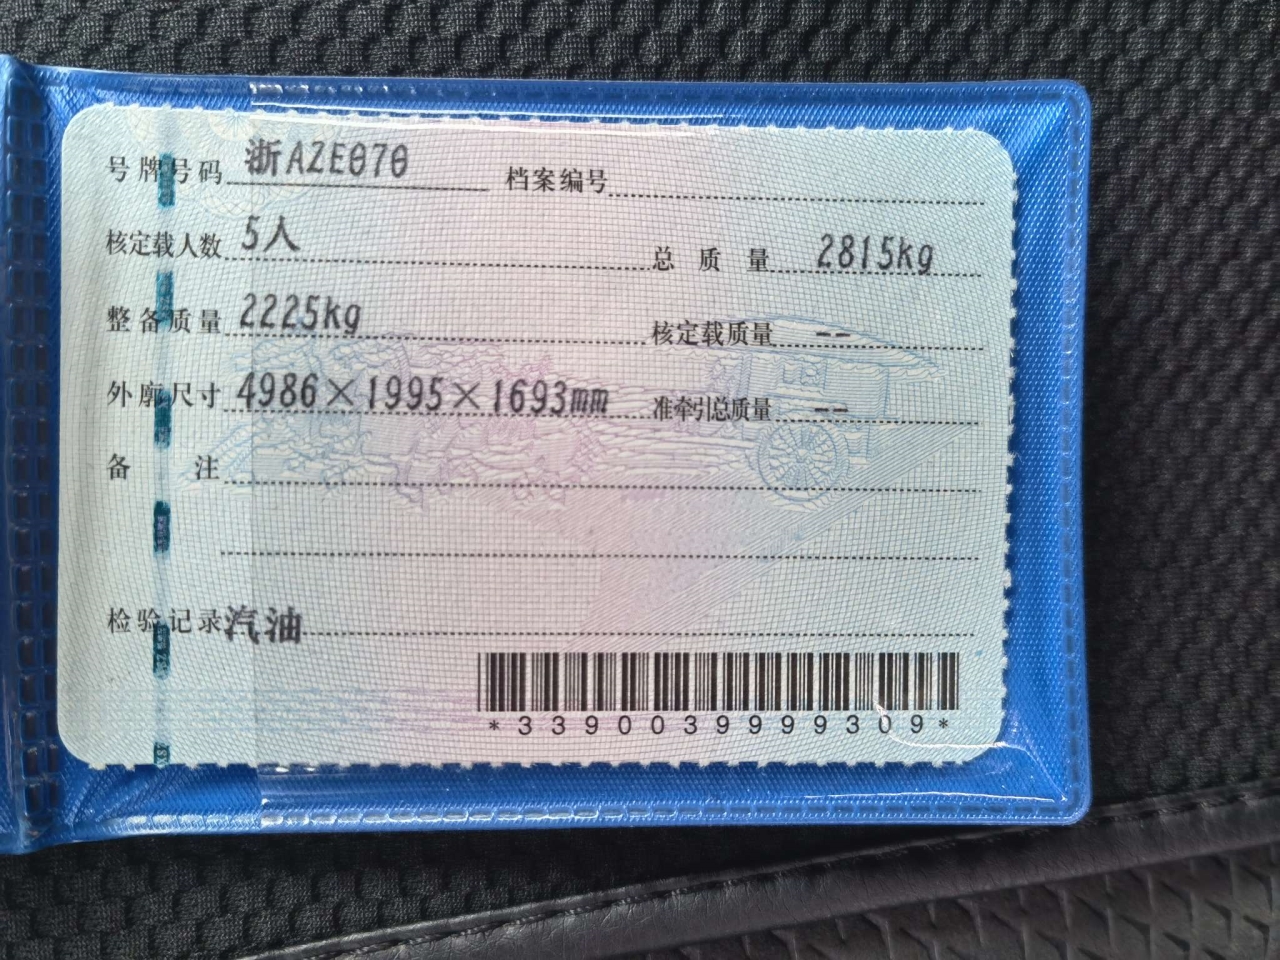 号牌号码 浙AZE070 档案编号
核定载人数 5人 总质量 2815kg
整备质量 2225kg 核定载质量 --
外廓尺寸 4986×1995×1693mm 准牵引总质量 --
备注
检验记录 汽油
*3390039999309*